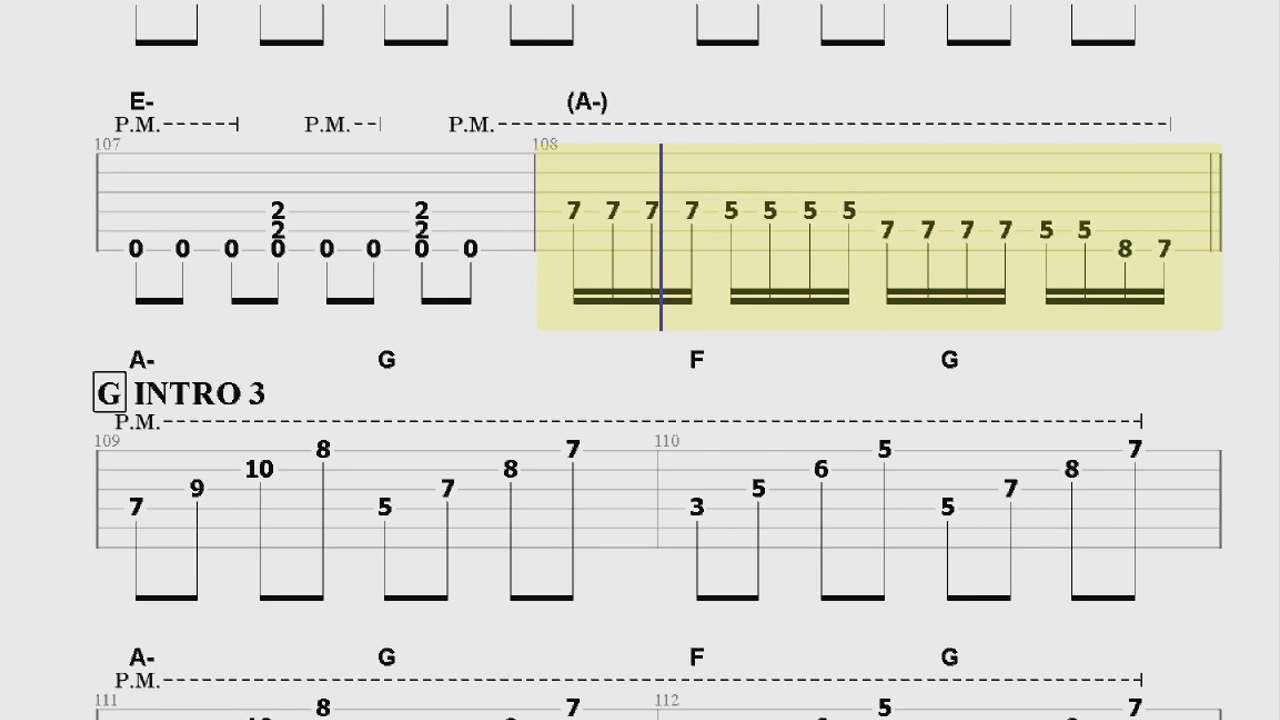 E- (A-)
P.M. P.M. P.M.
107 108
2 2 7 7 7 7 5 5 5 5
2 2 7 7 7 7 5 5
0 0 0 0 0 0 0 0 8 7
A- G F G
G INTRO 3
P.M.
109 8 7 110 5 7
10 8 6 8
9 7 5 7
7 5 3 5
A- G F G
P.M.
111 8 7 112 5 7